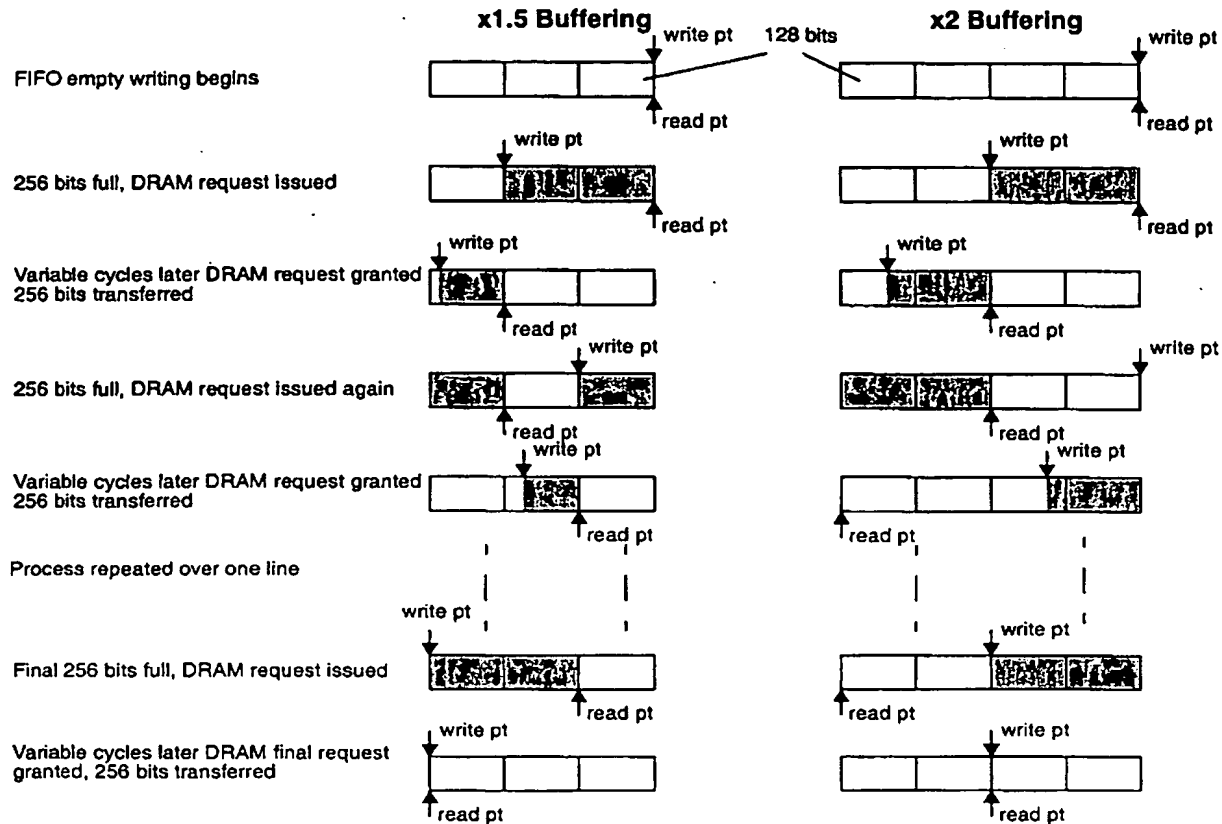 x1.5 Buffering
x2 Buffering
write pt
128 bits
write pt
FIFO empty writing begins
read pt
read pt
write pt
write pt
256 bits full, DRAM request issued
read pt
read pt
write pt
write pt
Variable cycles later DRAM request granted
256 bits transferred
read pt
read pt
write pt
write pt
256 bits full, DRAM request issued again
read pt
read pt
write pt
write pt
Variable cycles later DRAM request granted
256 bits transferred
read pt
read pt
Process repeated over one line
write pt
write pt
Final 256 bits full, DRAM request issued
read pt
read pt
write pt
write pt
Variable cycles later DRAM final request
granted, 256 bits transferred
read pt
read pt